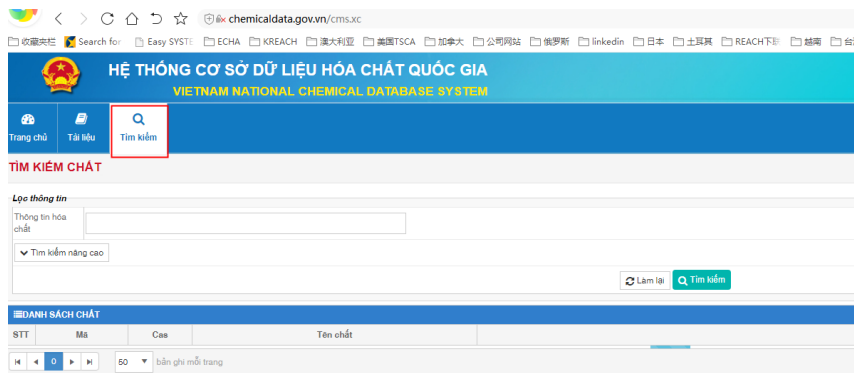 chemicaldata.gov.vn/cms.xc
收藏夹栏 Search for Easy SYSTE ECHA KREACH 澳大利亚 美国TSCA 加拿大 公司网站 俄罗斯 linkedin 日本 土耳其 REACH下 越南 台
HỆ THỐNG CƠ SỞ DỮ LIỆU HÓA CHẤT QUỐC GIA
VIETNAM NATIONAL CHEMICAL DATABASE SYSTEM
Trang chủ Tài liệu Tìm kiếm
TÌM KIẾM CHẤT
Lọc thông tin
Thông tin hóa
chất
Tìm kiếm nâng cao
Làm lại Tìm kiếm
DANH SÁCH CHẤT
STT Mã Cas Tên chất
0 50 bản ghi mỗi trang